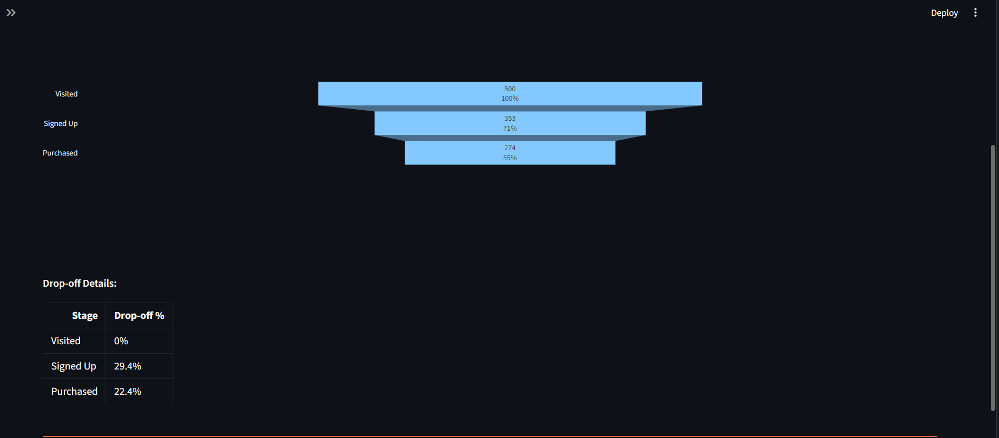 Deploy
Visited
500
100%
Signed Up
353
71%
Purchased
274
55%
Drop-off Details:
Stage Drop-off %
Visited 0%
Signed Up 29.4%
Purchased 22.4%